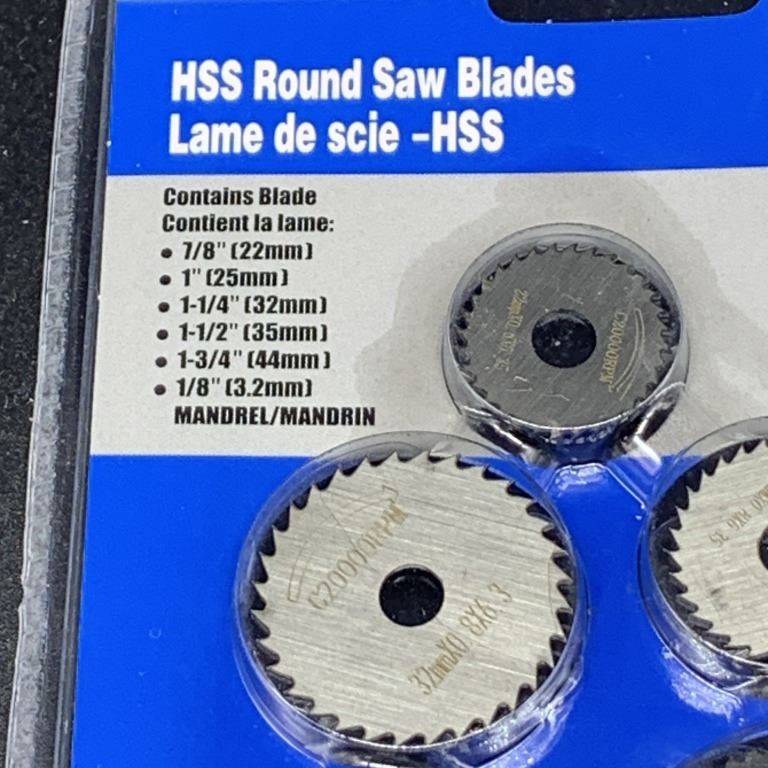 HSS Round Saw Blades
Lame de scie -HSS
Contains Blade
Contient la lame:
• 7/8" (22mm)
• 1" (25mm)
• 1-1/4" (32mm)
• 1-1/2" (35mm)
• 1-3/4" (44mm)
• 1/8" (3.2mm)
MANDREL/MANDRIN
C20000RPM
C20000RPM
32mmX0.8X6.3